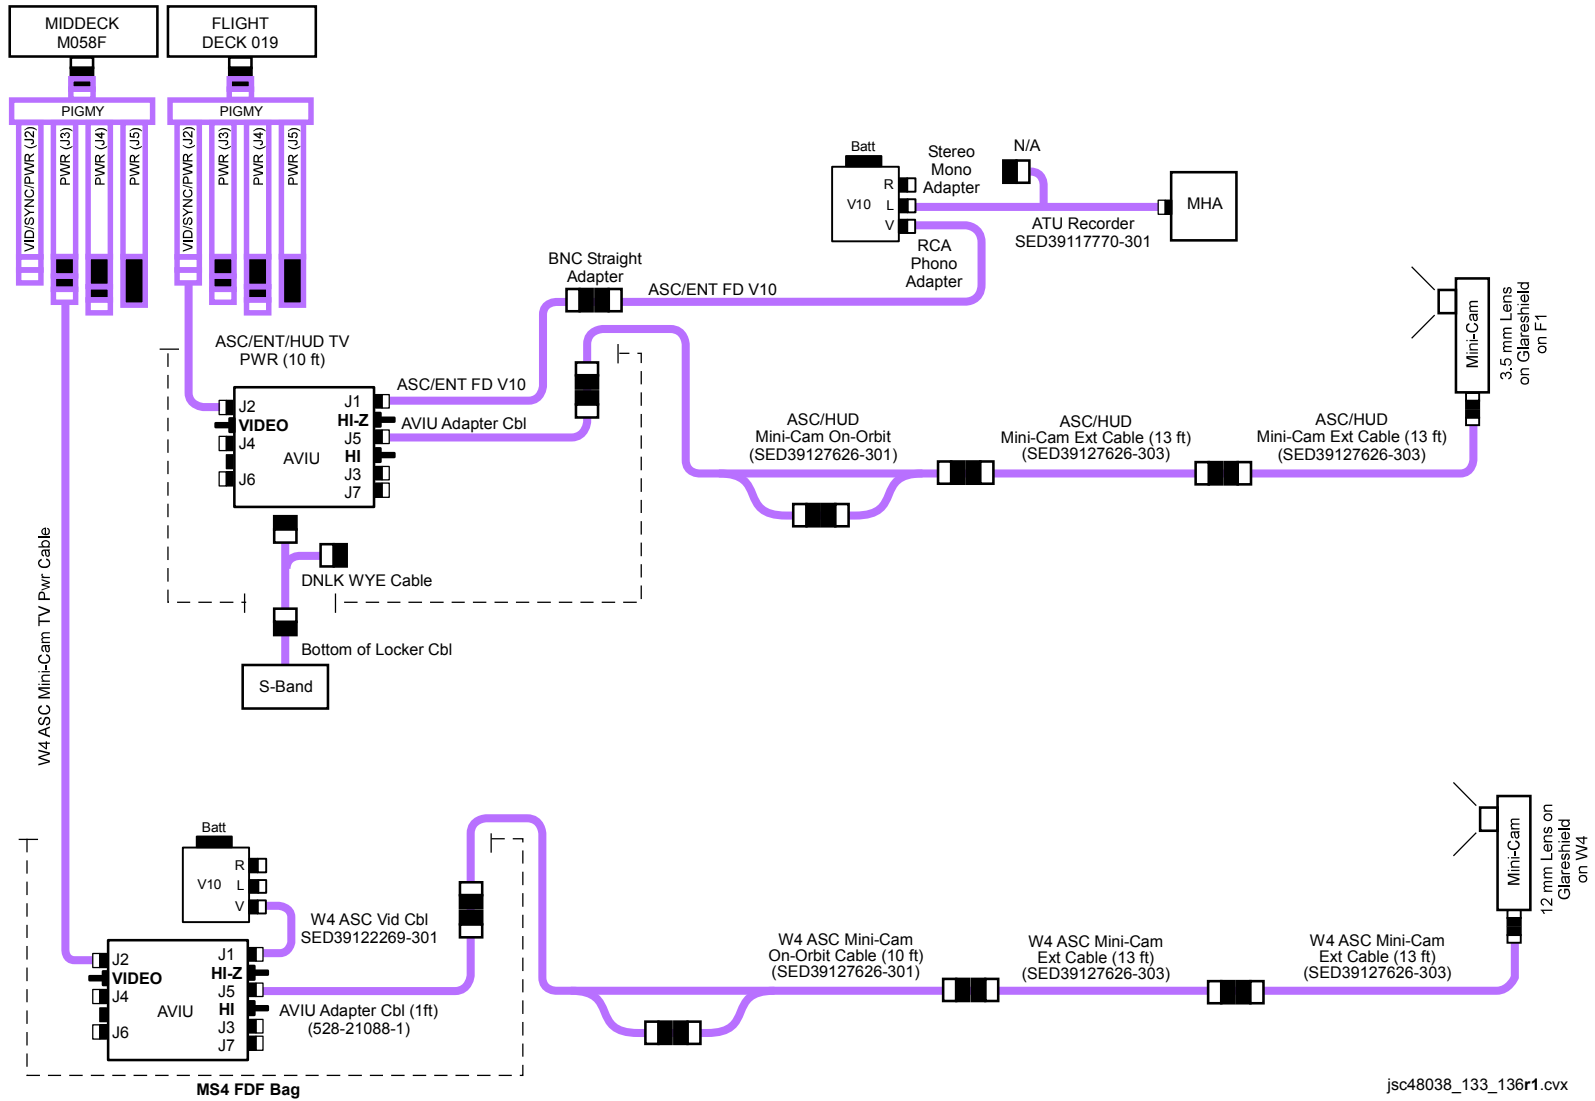 MIDDECK
M058F
FLIGHT
DECK 019
PIGMY
PIGMY
VID/SYNC/PWR (J2)
PWR (J3)
PWR (J4)
PWR (J5)
VID/SYNC/PWR (J2)
PWR (J3)
PWR (J4)
PWR (J5)
Batt
V10
R
L
V
Stereo
Mono
Adapter
N/A
MHA
ATU Recorder
SED39117770-301
RCA
Phono
Adapter
BNC Straight
Adapter
ASC/ENT FD V10
Mini-Cam
3.5 mm Lens
on Glareshield
on F1
ASC/ENT/HUD TV
PWR (10 ft)
ASC/ENT FD V10
AVIU Adapter Cbl
J2
VIDEO
J4
J6
AVIU
J1
HI-Z
J5
HI
J3
J7
ASC/HUD
Mini-Cam On-Orbit
(SED39127626-301)
ASC/HUD
Mini-Cam Ext Cable (13 ft)
(SED39127626-303)
ASC/HUD
Mini-Cam Ext Cable (13 ft)
(SED39127626-303)
DNLK WYE Cable
Bottom of Locker Cbl
S-Band
W4 ASC Mini-Cam TV Pwr Cable
Batt
V10
R
L
V
W4 ASC Vid Cbl
SED39122269-301
J2
VIDEO
J4
J6
AVIU
J1
HI-Z
J5
HI
J3
J7
AVIU Adapter Cbl (1ft)
(528-21088-1)
MS4 FDF Bag
W4 ASC Mini-Cam
On-Orbit Cable (10 ft)
(SED39127626-301)
W4 ASC Mini-Cam
Ext Cable (13 ft)
(SED39127626-303)
W4 ASC Mini-Cam
Ext Cable (13 ft)
(SED39127626-303)
Mini-Cam
12 mm Lens on
Glareshield
on W4
jsc48038_133_136r1.cvx